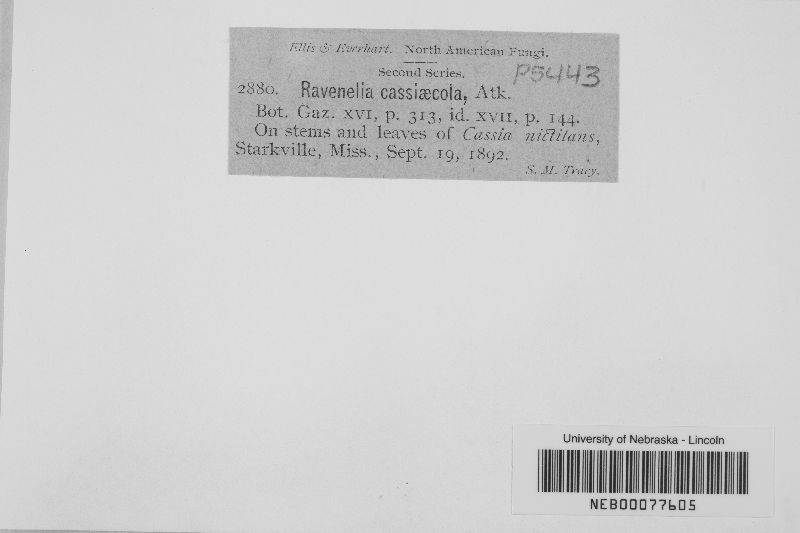 Ellis & Everhart. North American Fungi.
Second Series.
P5443
2880. Ravenelia cassiæcola, Atk.
Bot. Gaz. XVI, p. 313, id. XVII, p. 144.
On stems and leaves of Cassia nictitans,
Starkville, Miss., Sept. 19, 1892.
S. M. Tracy.
University of Nebraska - Lincoln
NEB00077605